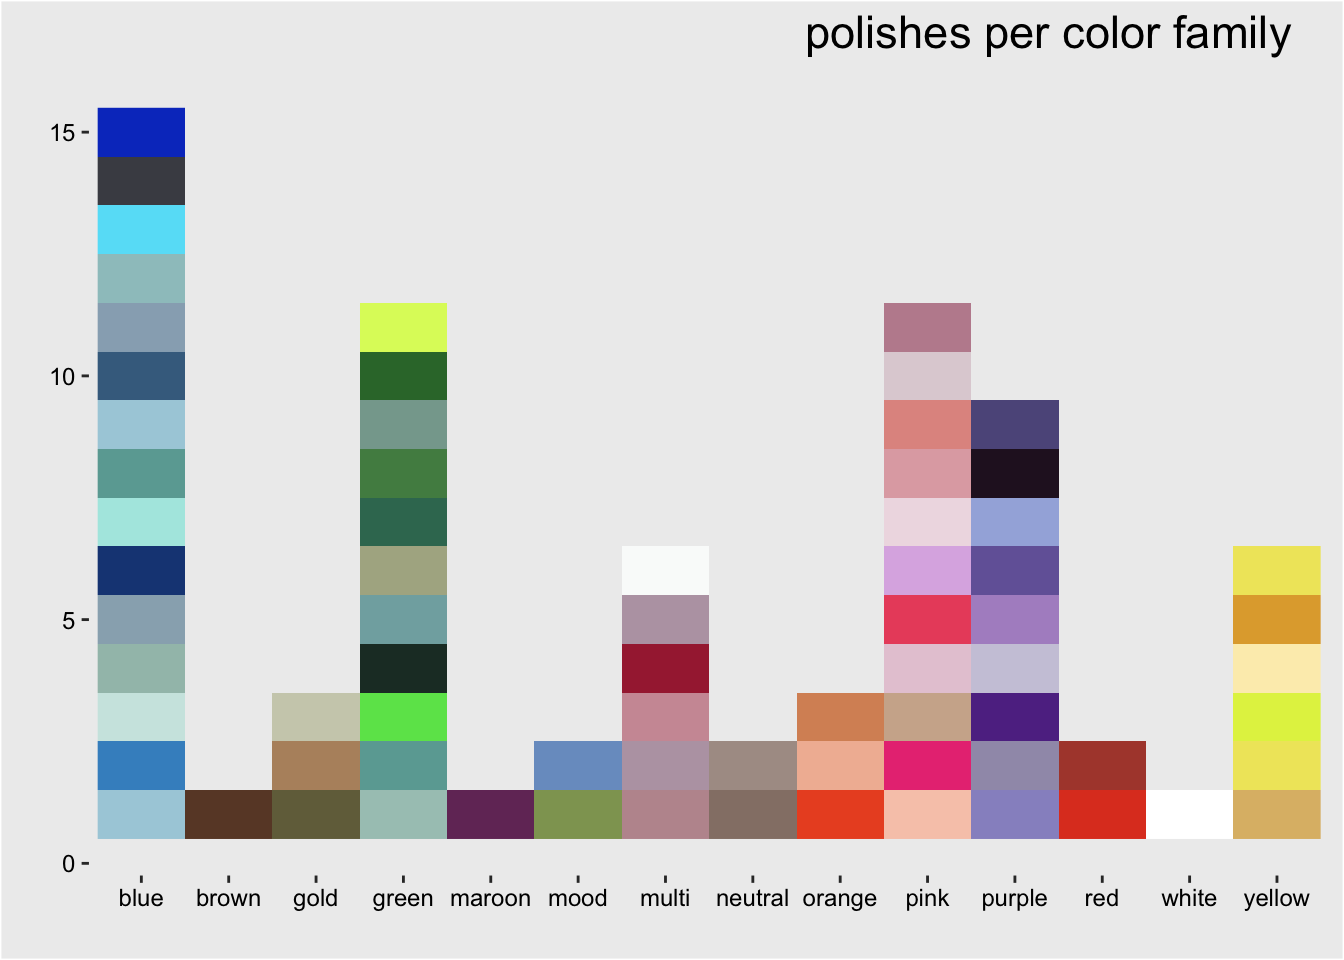 polishes per color family
15
10
5
0
blue brown gold green maroon mood multi neutral orange pink purple red white yellow